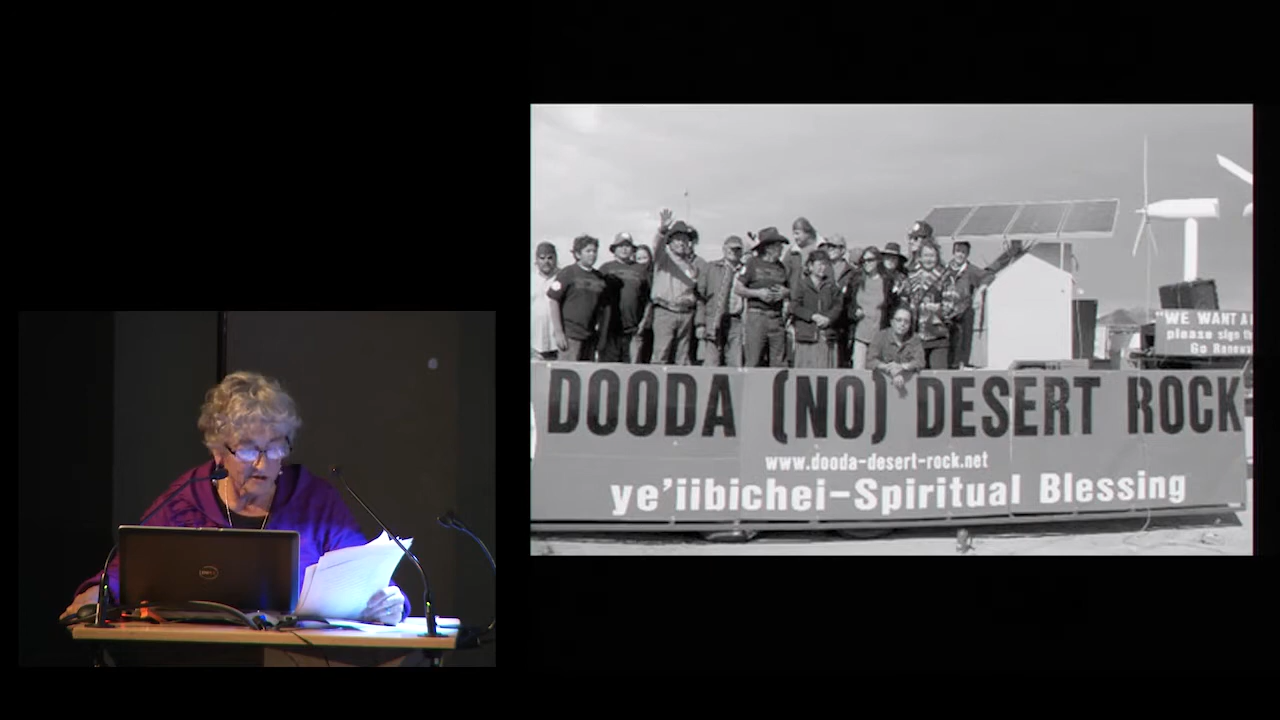 "WE WANT A
please sign th
Go Renew
DOODA (NO) DESERT ROCK
www.dooda-desert-rock.net
ye'iibichei-Spiritual Blessing
DELL